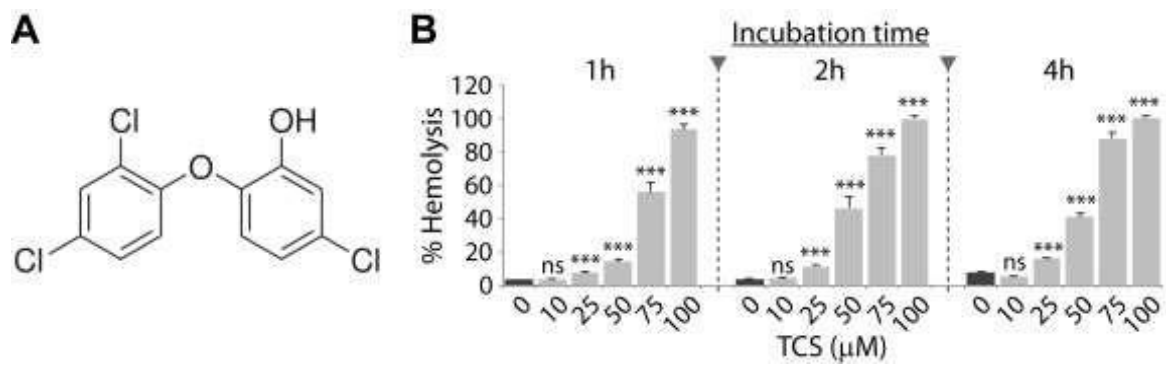 A
Cl
OH
O
Cl
Cl
B
Incubation time
1h
2h
4h
% Hemolysis
120
100
80
60
40
20
0
ns
***
***
***
***
ns
***
***
***
***
ns
***
***
***
***
0 10 25 50 75 100
0 10 25 50 75 100
0 10 25 50 75 100
TCS (μM)